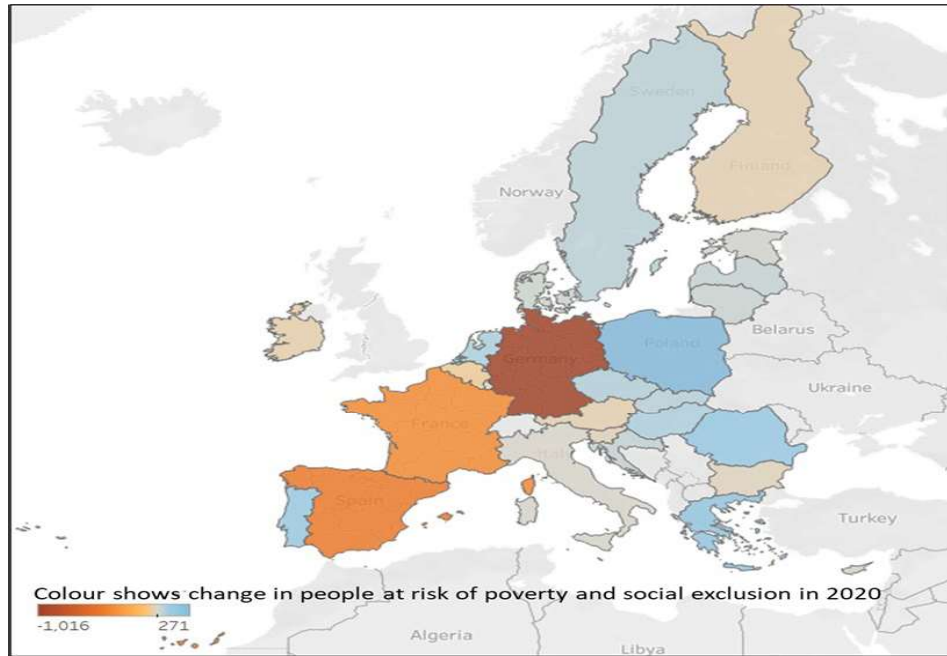 Sweden
Finland
Norway
Belarus
Poland
Germany
Ukraine
France
Spain
Turkey
Colour shows change in people at risk of poverty and social exclusion in 2020
-1,016 271
Algeria
Libya